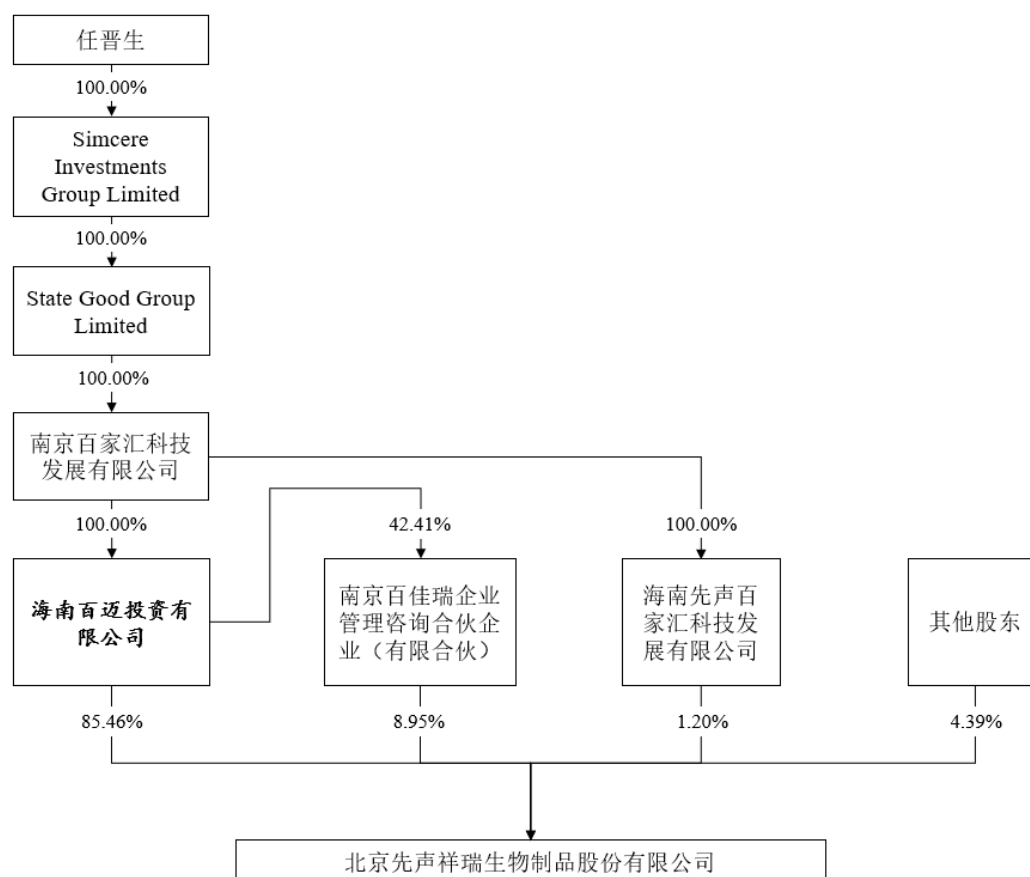 任晋生
100.00%
Simcere
Investments
Group Limited
100.00%
State Good Group
Limited
100.00%
南京百家汇科技
发展有限公司
100.00%
42.41%
100.00%
海南百迈投资有
限公司
南京百佳瑞企业
管理咨询合伙企
业（有限合伙）
海南先声百
家汇科技发
展有限公司
其他股东
85.46%
8.95%
1.20%
4.39%
北京先声祥瑞生物制品股份有限公司